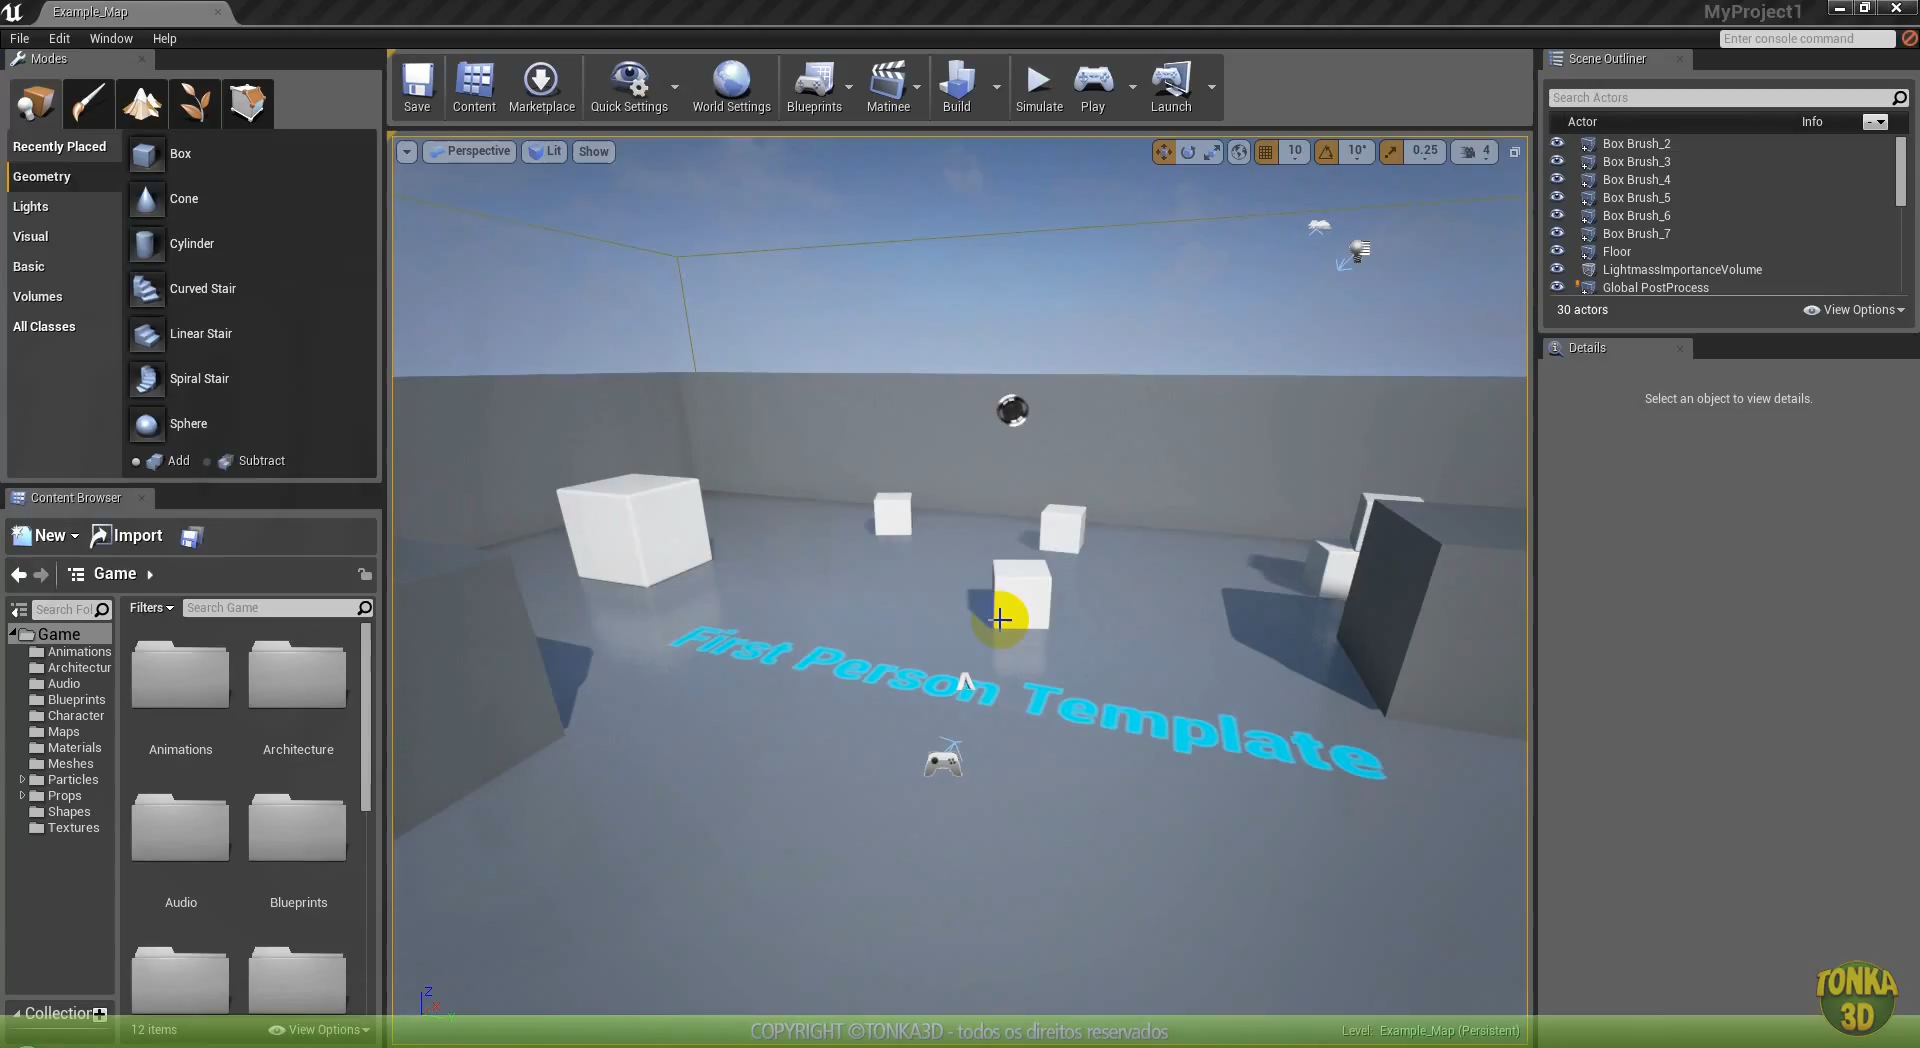 Example_Map
MyProject1
File Edit Window Help
Enter console command
Modes
Save
Content
Marketplace
Quick Settings
World Settings
Blueprints
Matinee
Build
Simulate
Play
Launch
Scene Outliner
Search Actors
Actor Info
Box Brush_2
Box Brush_3
Box Brush_4
Box Brush_5
Box Brush_6
Box Brush_7
Floor
LightmassImportanceVolume
Global PostProcess
30 actors View Options
Details
Select an object to view details.
Recently Placed
Geometry
Lights
Visual
Basic
Volumes
All Classes
Box
Cone
Cylinder
Curved Stair
Linear Stair
Spiral Stair
Sphere
Add Subtract
Perspective Lit Show
10 10° 0.25 4
First Person Template
Content Browser
New Import
Game
Search Fol
Filters Search Game
Game
Animations
Architectur
Audio
Blueprints
Character
Maps
Materials
Meshes
Particles
Props
Shapes
Textures
Animations Architecture
Audio Blueprints
Collection
12 items View Options
Z
X
Y
COPYRIGHT ©TONKA3D - todos os direitos reservados
Level: Example_Map (Persistent)
TONKA
3D